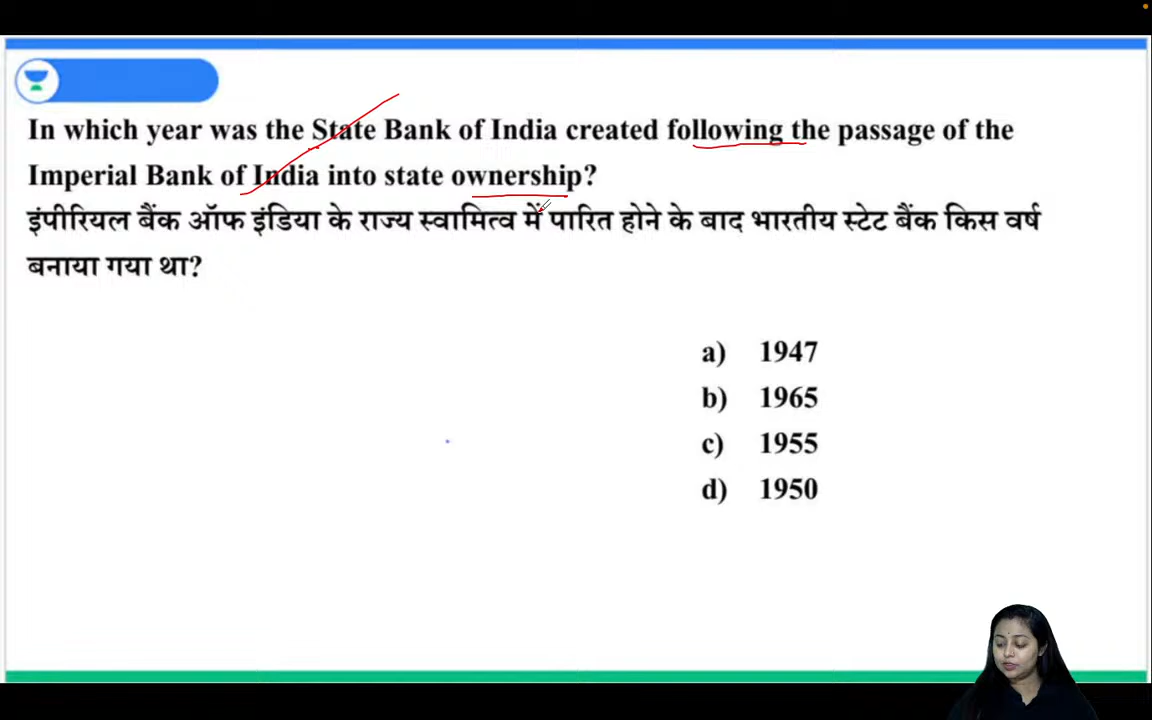 In which year was the State Bank of India created following the passage of the
Imperial Bank of India into state ownership?
इंपीरियल बैंक ऑफ इंडिया के राज्य स्वामित्व में पारित होने के बाद भारतीय स्टेट बैंक किस वर्ष
बनाया गया था?
a) 1947
b) 1965
c) 1955
d) 1950